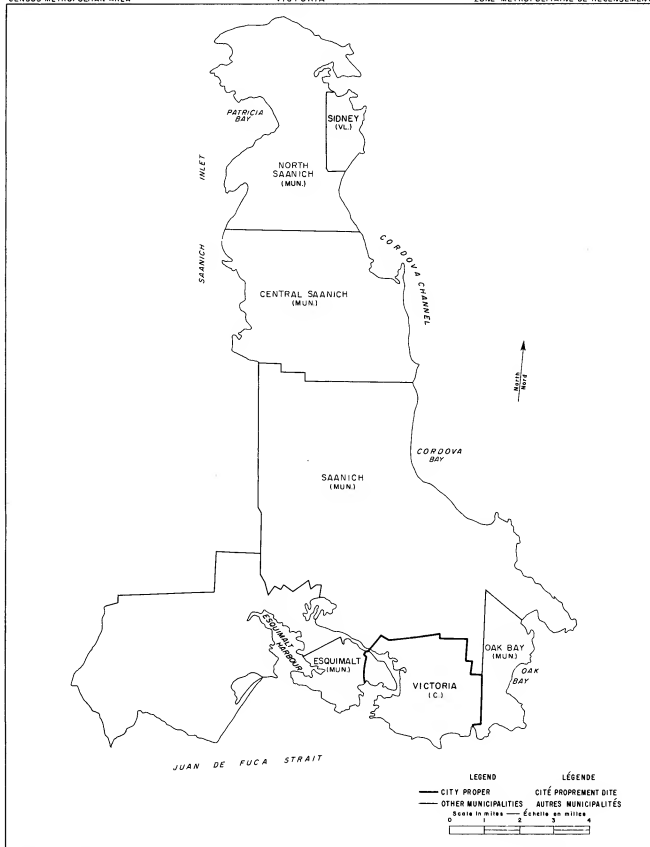 CENSUS METROPOLITAN AREA
VICTORIA
ZONE MÉTROPOLITAINE DE RECENSEMENT
PATRICIA
BAY
SIDNEY
(VL.)
NORTH
SAANICH
(MUN.)
SAANICH INLET
CORDOVA CHANNEL
CENTRAL SAANICH
(MUN.)
North
Nord
CORDOVA
BAY
SAANICH
(MUN.)
ESQUIMALT
HARBOUR
ESQUIMALT
(MUN.)
OAK BAY
(MUN.)
OAK
BAY
VICTORIA
(C.)
JUAN DE FUCA STRAIT
LEGEND LÉGENDE
CITY PROPER CITÉ PROPREMENT DITE
OTHER MUNICIPALITIES AUTRES MUNICIPALITÉS
Scale in miles — Échelle en milles
0 1 2 3 4